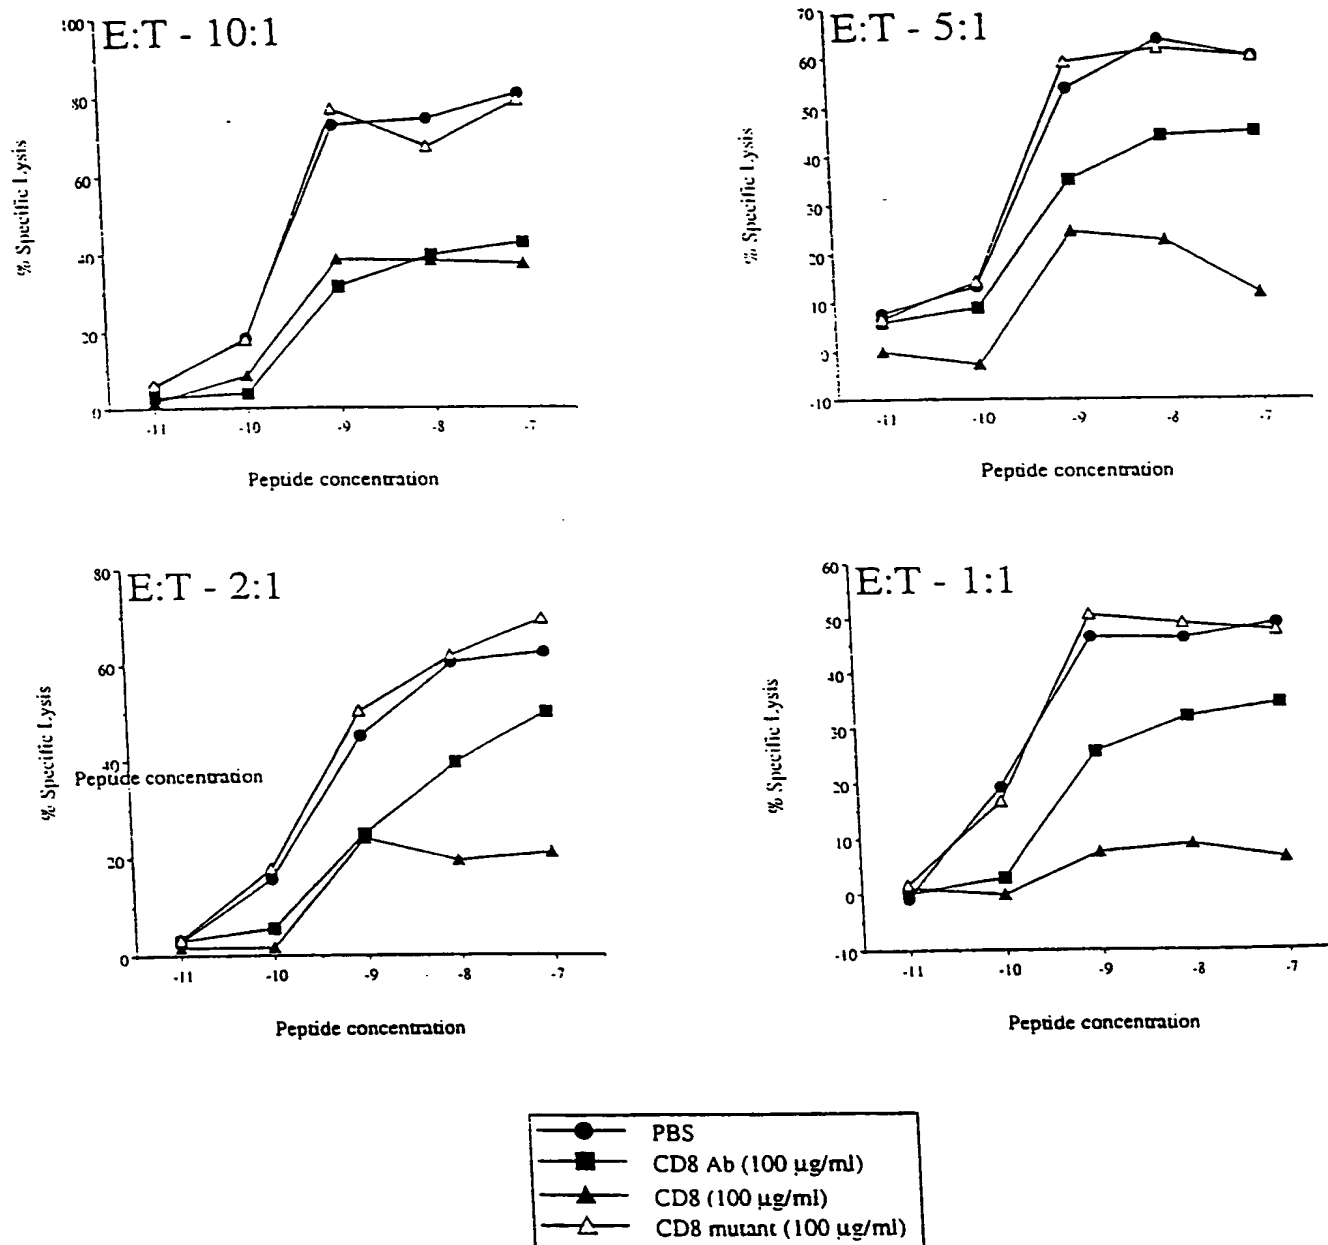 E:T - 10:1
100
80
60
40
20
0
% Specific Lysis
-11 -10 -9 -8 -7
Peptide concentration
E:T - 5:1
70
60
50
40
30
20
10
0
-10
% Specific Lysis
-11 -10 -9 -8 -7
Peptide concentration
E:T - 2:1
80
60
40
20
0
% Specific Lysis
Peptide concentration
-11 -10 -9 -8 -7
Peptide concentration
E:T - 1:1
60
50
40
30
20
10
0
-10
% Specific Lysis
-11 -10 -9 -8 -7
Peptide concentration
PBS
CD8 Ab (100 µg/ml)
CD8 (100 µg/ml)
CD8 mutant (100 µg/ml)